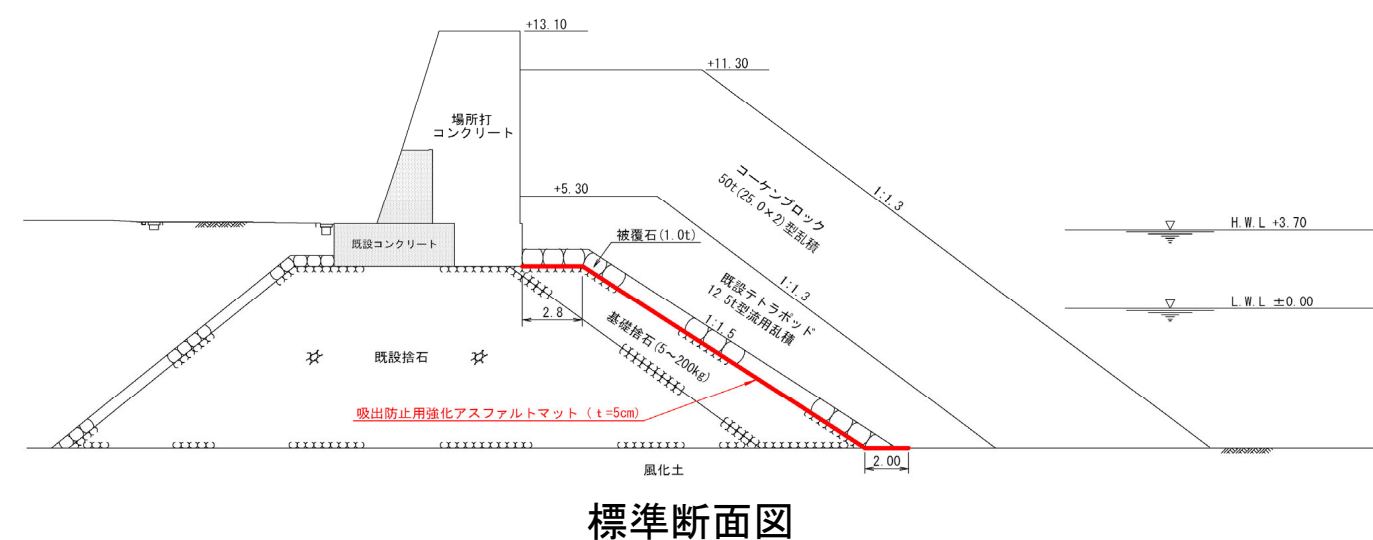 +13.10
+11.30
場所打
コンクリート
コーケンブロック
50t(25.0×2)型乱積
1:1.3
+5.30
H.W.L +3.70
既設コンクリート
被覆石(1.0t)
1:1.3
既設テトラポッド
12.5t型流用乱積
L.W.L ±0.00
2.8
1:1.5
基礎捨石(5～200kg)
既設捨石
吸出防止用強化アスファルトマット（ｔ=5cm)
2.00
風化土
標準断面図